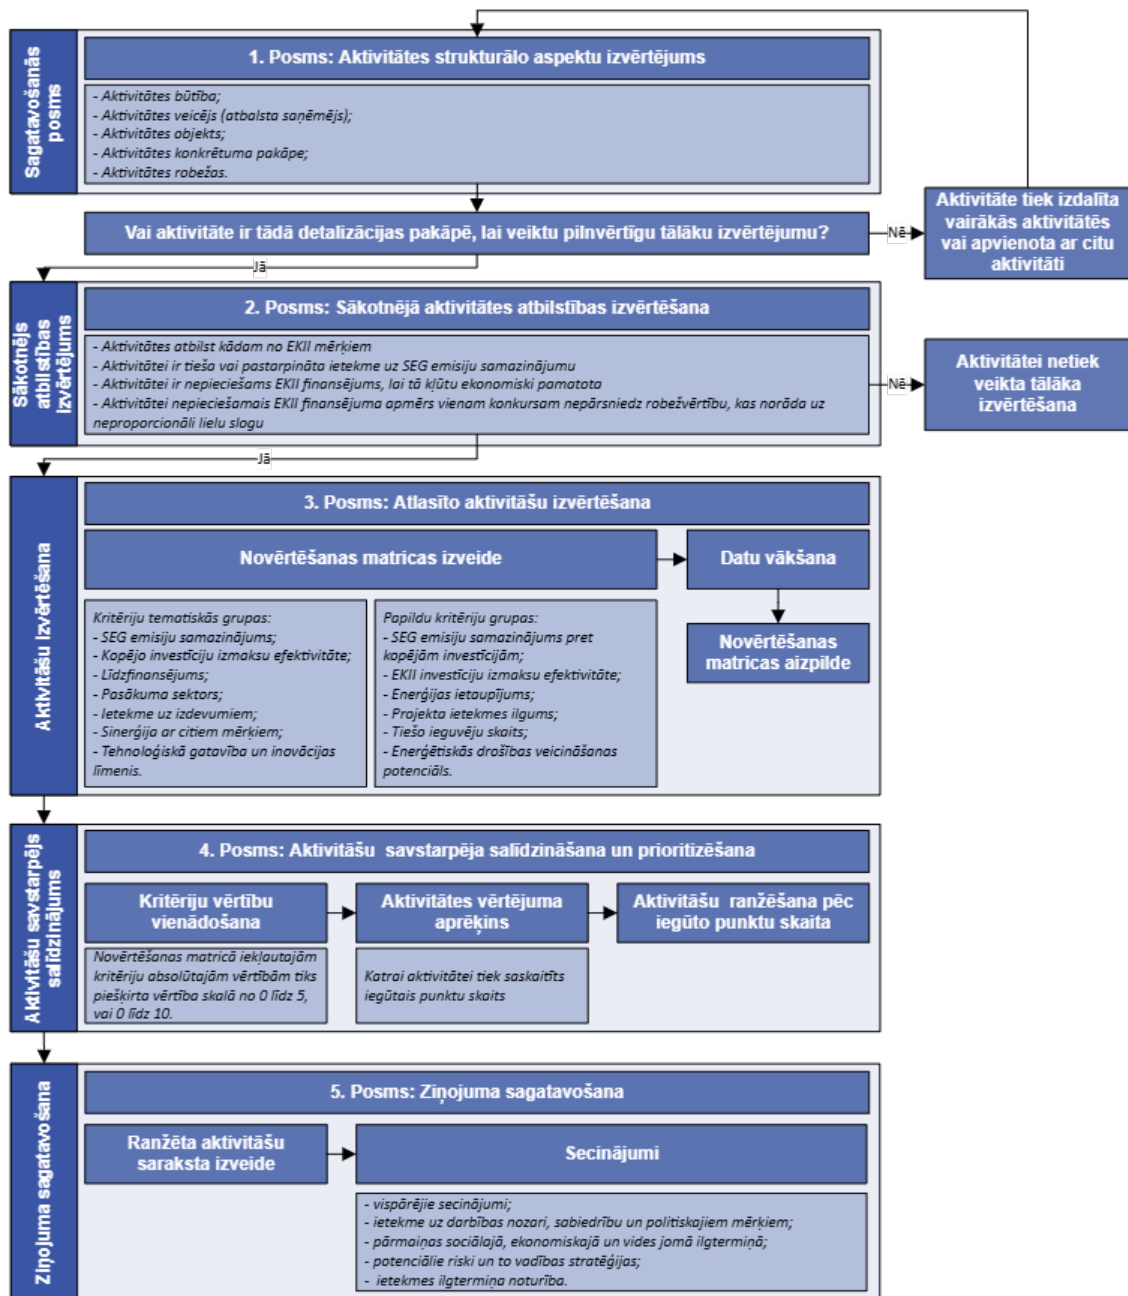 Sagatavošanās
posms
1. Posms: Aktivitātes strukturālo aspektu izvērtējums
- Aktivitātes būtība;
- Aktivitātes veicējs (atbalsta saņēmējs);
- Aktivitātes objekts;
- Aktivitātes konkrētuma pakāpe;
- Aktivitātes robežas.
Vai aktivitāte ir tādā detalizācijas pakāpē, lai veiktu pilnvērtīgu tālāku izvērtējumu?
Nē
Aktivitāte tiek izdalīta
vairākās aktivitātēs
vai apvienota ar citu
aktivitāti
Jā
Sākotnējs
atbilstības
izvērtējums
2. Posms: Sākotnējā aktivitātes atbilstības izvērtēšana
- Aktivitātes atbilst kādam no EKII mērķiem
- Aktivitātei ir tieša vai pastarpināta ietekme uz SEG emisiju samazinājumu
- Aktivitātei ir nepieciešams EKII finansējums, lai tā kļūtu ekonomiski pamatota
- Aktivitātei nepieciešamais EKII finansējuma apmērs vienam konkursam nepārsniedz robežvērtību, kas norāda uz
neproporcionāli lielu slogu
Nē
Aktivitātei netiek
veikta tālāka
izvērtēšana
Jā
Aktivitāšu izvērtēšana
3. Posms: Atlasīto aktivitāšu izvērtēšana
Novērtēšanas matricas izveide
Datu vākšana
Novērtēšanas
matricas aizpilde
Kritēriju tematiskās grupas:
- SEG emisiju samazinājums;
- Kopējo investīciju izmaksu efektivitāte;
- Līdzfinansējums;
- Pasākuma sektors;
- Ietekme uz izdevumiem;
- Sinerģija ar citiem mērķiem;
- Tehnoloģiskā gatavība un inovācijas
līmenis.
Papildu kritēriju grupas:
- SEG emisiju samazinājums pret
kopējām investīcijām;
- EKII investīciju izmaksu efektivitāte;
- Enerģijas ietaupījums;
- Projekta ietekmes ilgums;
- Tiešo ieguvēju skaits;
- Enerģētiskās drošības veicināšanas
potenciāls.
Aktivitāšu savstarpējs
salīdzinājums
4. Posms: Aktivitāšu savstarpēja salīdzināšana un prioritizēšana
Kritēriju vērtību
vienādošana
Aktivitātes vērtējuma
aprēķins
Aktivitāšu ranžēšana pēc
iegūto punktu skaita
Novērtēšanas matricā iekļautajām
kritēriju absolūtajām vērtībām tiks
piešķirta vērtība skalā no 0 līdz 5,
vai 0 līdz 10.
Katrai aktivitātei tiek saskaitīts
iegūtais punktu skaits
Ziņojuma sagatavošana
5. Posms: Ziņojuma sagatavošana
Ranžēta aktivitāšu
saraksta izveide
Secinājumi
- vispārējie secinājumi;
- ietekme uz darbības nozari, sabiedrību un politiskajiem mērķiem;
- pārmaiņas sociālajā, ekonomiskajā un vides jomā ilgtermiņā;
- potenciālie riski un to vadības stratēģijas;
- ietekmes ilgtermiņa noturība.